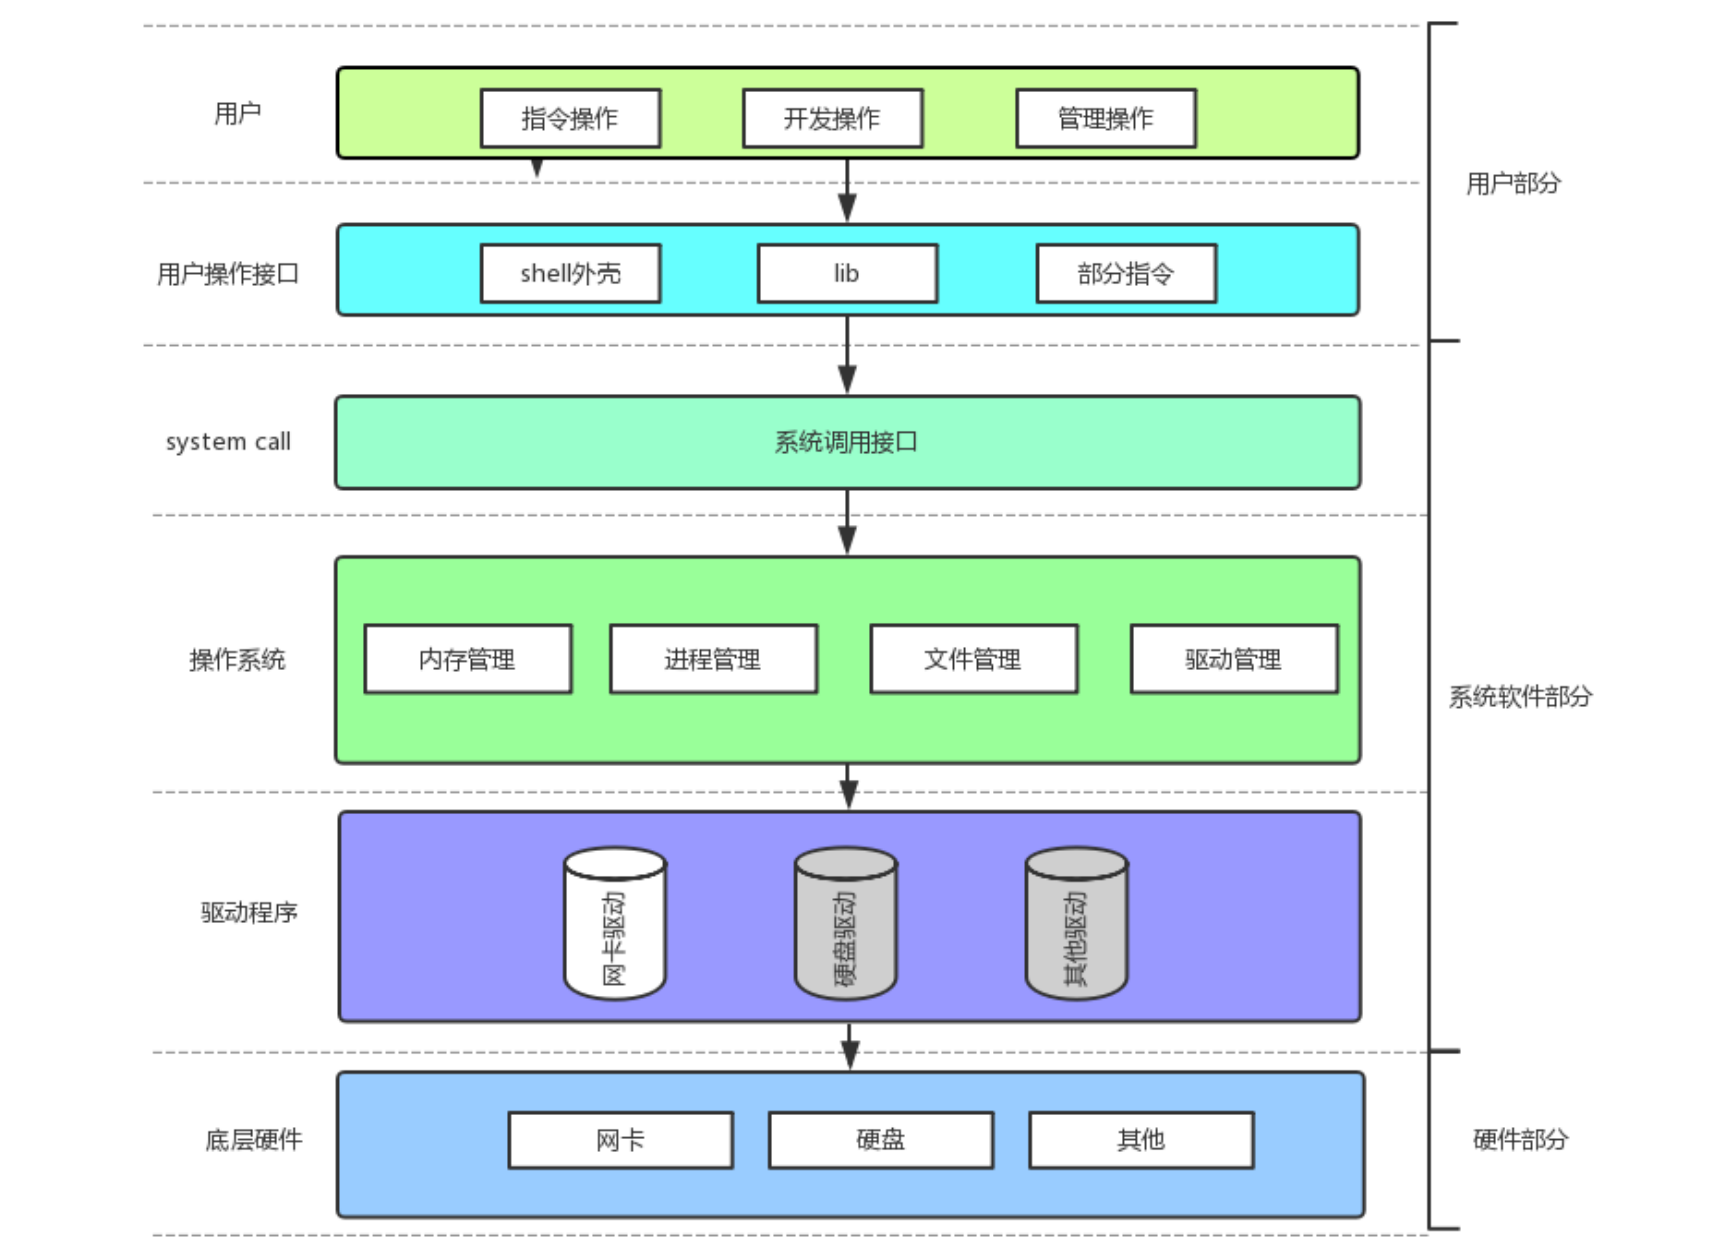 用户
指令操作
开发操作
管理操作
用户部分
用户操作接口
shell外壳
lib
部分指令
system call
系统调用接口
操作系统
内存管理
进程管理
文件管理
驱动管理
系统软件部分
驱动程序
网卡驱动
硬盘驱动
其他驱动
底层硬件
网卡
硬盘
其他
硬件部分